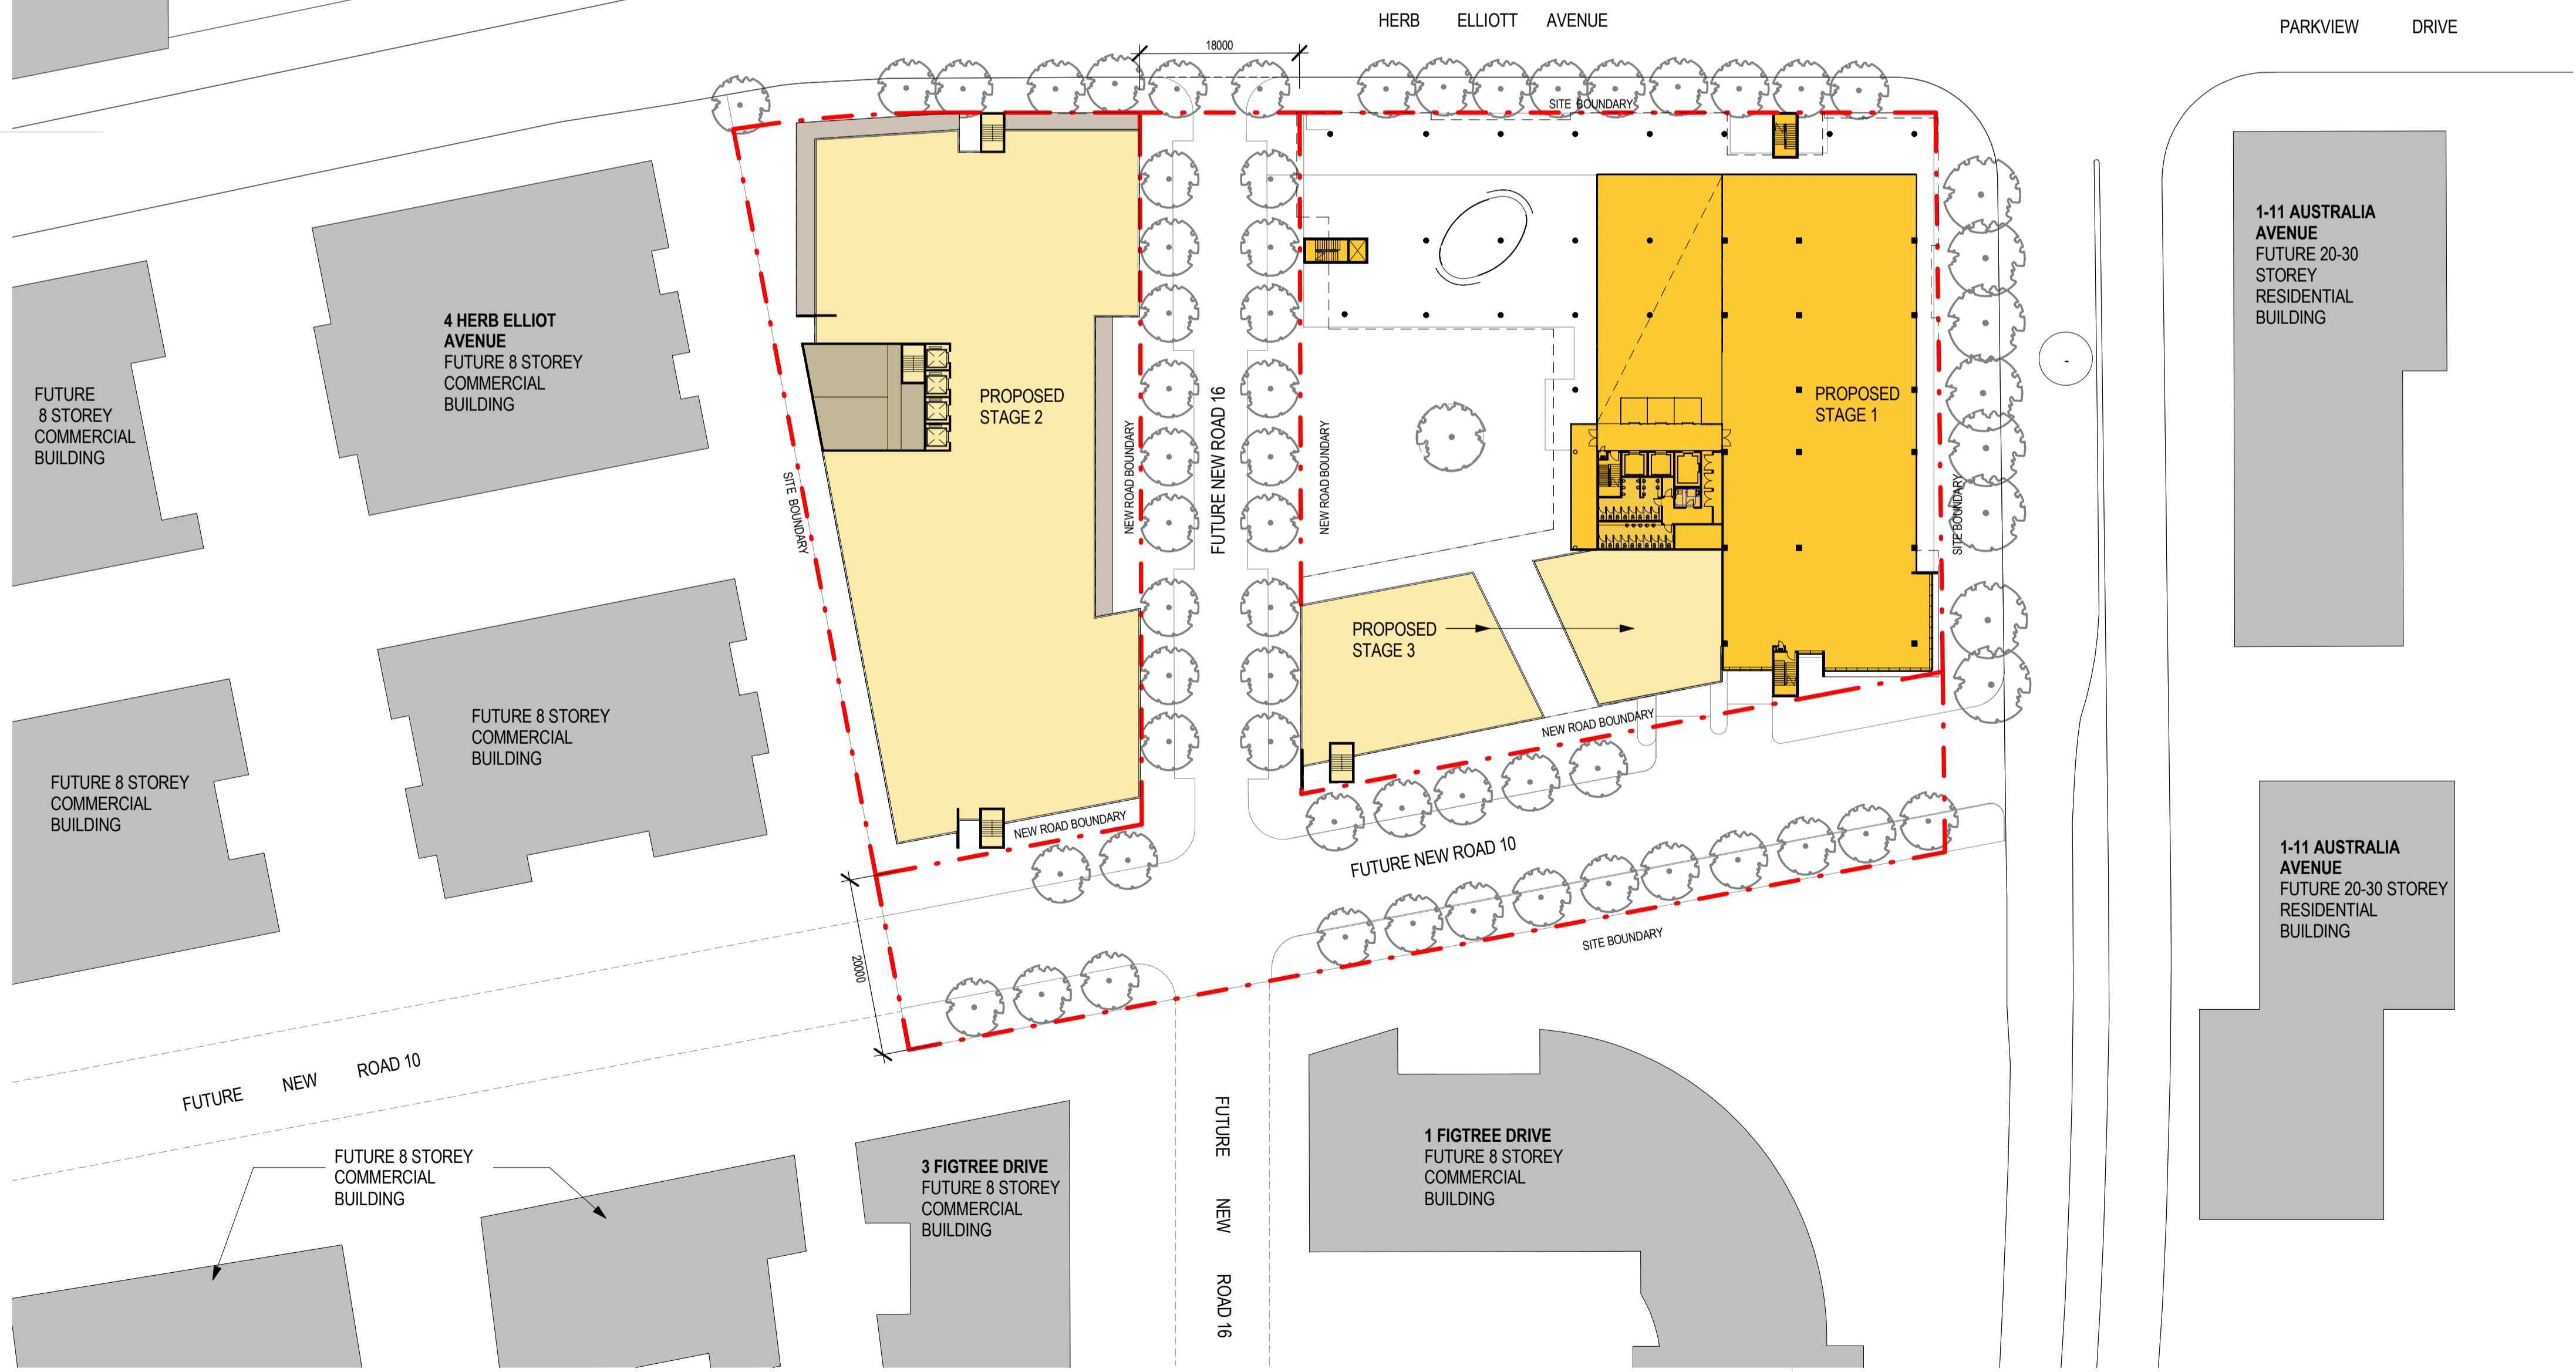 HERB ELLIOTT AVENUE
PARKVIEW DRIVE
18000
SITE BOUNDARY
1-11 AUSTRALIA
AVENUE
FUTURE 20-30
STOREY
RESIDENTIAL
BUILDING
4 HERB ELLIOT
AVENUE
FUTURE 8 STOREY
COMMERCIAL
BUILDING
FUTURE
8 STOREY
COMMERCIAL
BUILDING
PROPOSED
STAGE 2
NEW ROAD BOUNDARY
FUTURE NEW ROAD 16
NEW ROAD BOUNDARY
PROPOSED
STAGE 1
-
SITE BOUNDARY
SITE BOUNDARY
PROPOSED
STAGE 3
FUTURE 8 STOREY
COMMERCIAL
BUILDING
FUTURE 8 STOREY
COMMERCIAL
BUILDING
NEW ROAD BOUNDARY
NEW ROAD BOUNDARY
FUTURE NEW ROAD 10
1-11 AUSTRALIA
AVENUE
FUTURE 20-30 STOREY
RESIDENTIAL
BUILDING
SITE BOUNDARY
20000
FUTURE NEW ROAD 10
FUTURE 8 STOREY
COMMERCIAL
BUILDING
3 FIGTREE DRIVE
FUTURE 8 STOREY
COMMERCIAL
BUILDING
FUTURE NEW ROAD 16
1 FIGTREE DRIVE
FUTURE 8 STOREY
COMMERCIAL
BUILDING